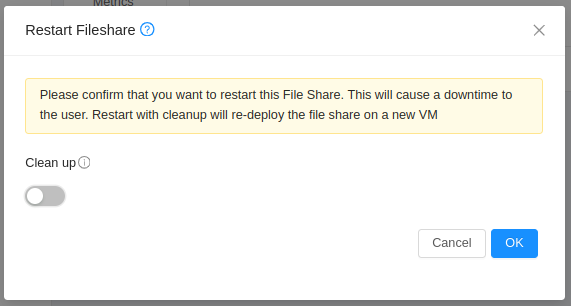 Metrics
Restart Fileshare
Please confirm that you want to restart this File Share. This will cause a downtime to
the user. Restart with cleanup will re-deploy the file share on a new VM
Clean up
Cancel OK